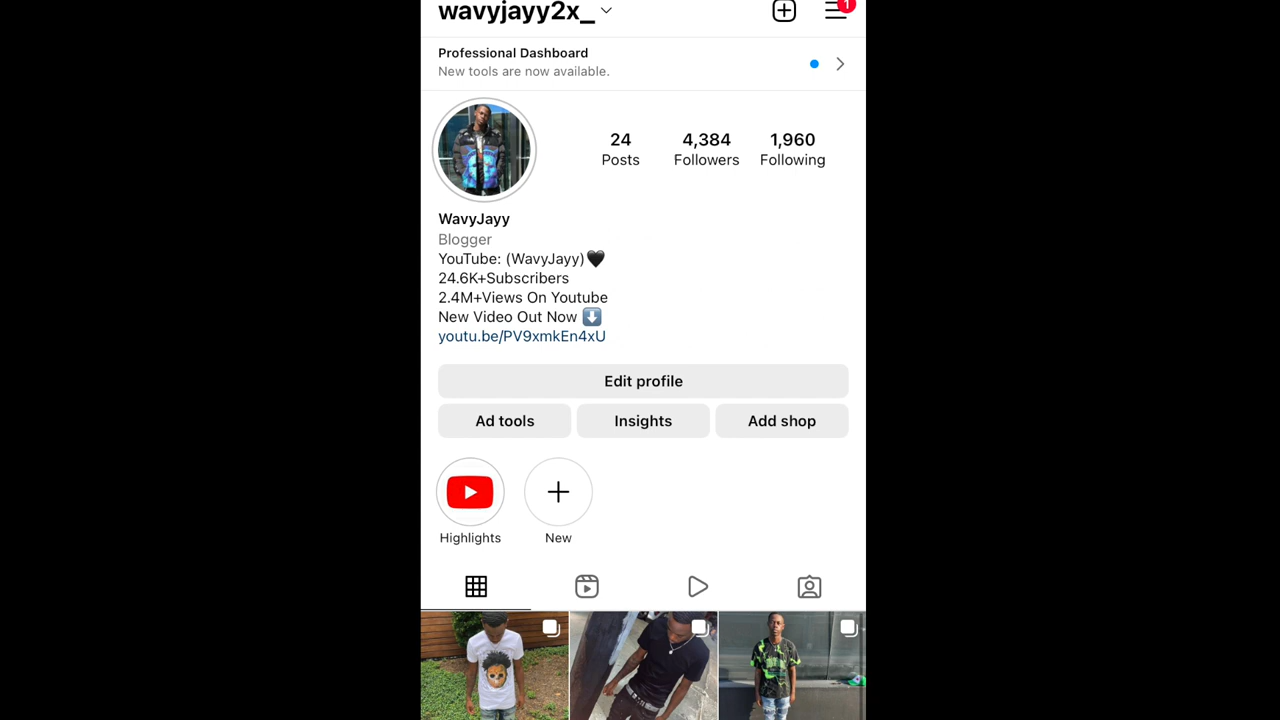 wavyjayy2x_
1
Professional Dashboard
New tools are now available.
24 4,384 1,960
Posts Followers Following
WavyJayy
Blogger
YouTube: (WavyJayy)🖤
24.6K+Subscribers
2.4M+Views On Youtube
New Video Out Now ⬇️
youtu.be/PV9xmkEn4xU
Edit profile
Ad tools Insights Add shop
Highlights New